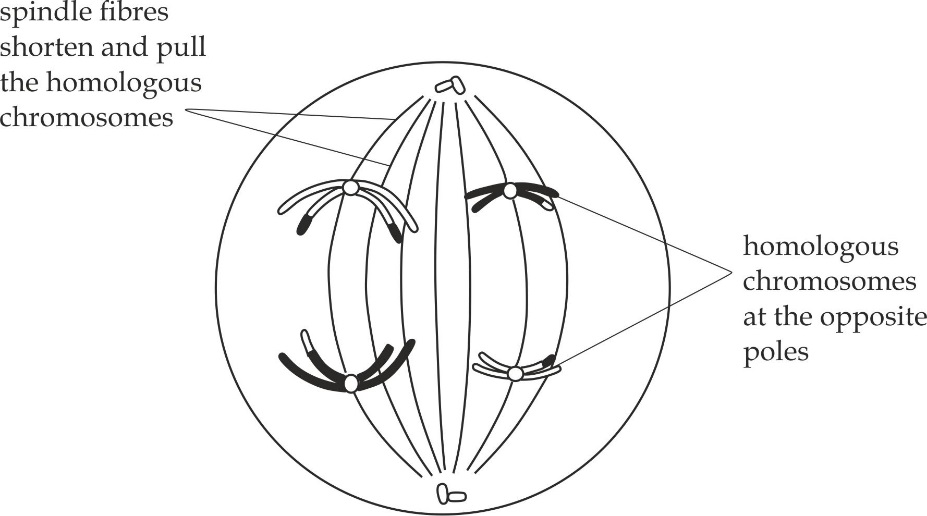 spindle fibres
shorten and pull
the homologous
chromosomes
homologous
chromosomes
at the opposite
poles